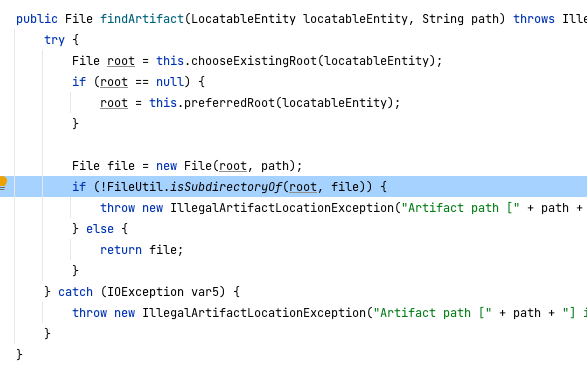 public File findArtifact(LocatableEntity locatableEntity, String path) throws Ille
try {
File root = this.chooseExistingRoot(locatableEntity);
if (root == null) {
root = this.preferredRoot(locatableEntity);
}
File file = new File(root, path);
if (!FileUtil.isSubdirectoryOf(root, file)) {
throw new IllegalArtifactLocationException("Artifact path [" + path +
} else {
return file;
}
} catch (IOException var5) {
throw new IllegalArtifactLocationException("Artifact path [" + path + "] i
}
}